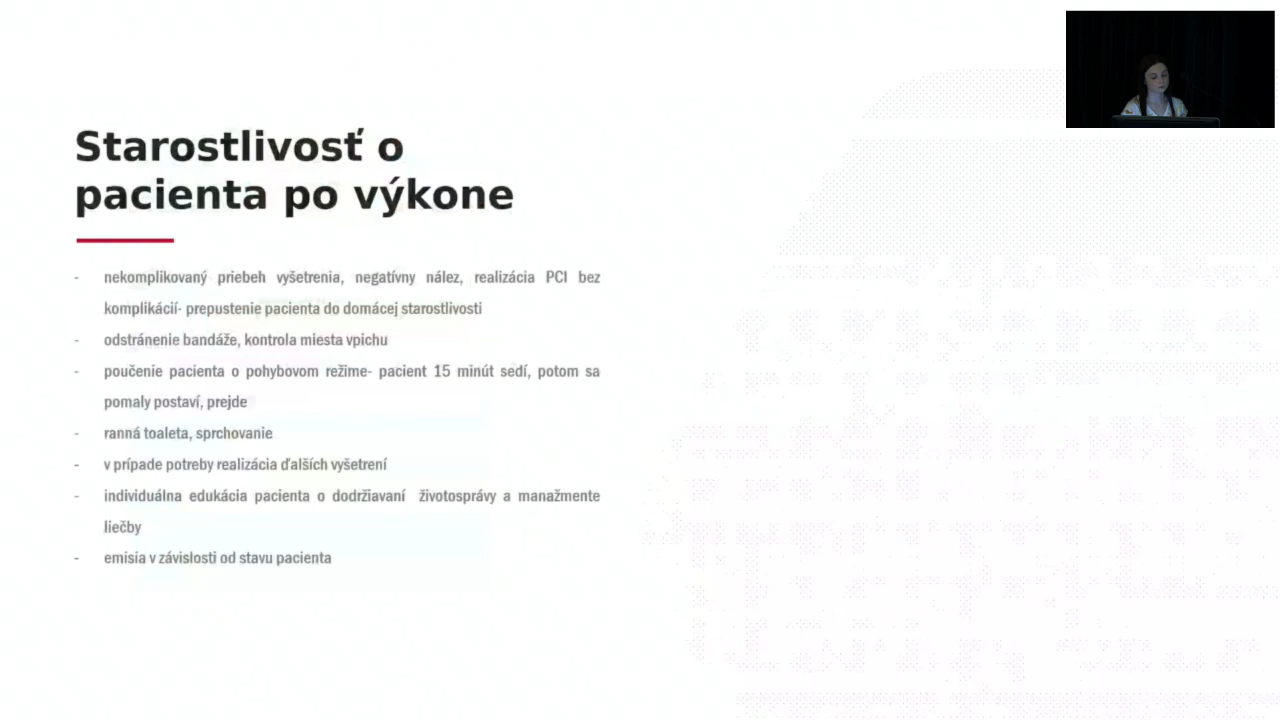 Starostlivosť o
pacienta po výkone
- nekomplikovaný priebeh vyšetrenia, negatívny nález, realizácia PCI bez
komplikácií- prepustenie pacienta do domácej starostlivosti
- odstránenie bandáže, kontrola miesta vpichu
- poučenie pacienta o pohybovom režime- pacient 15 minút sedí, potom sa
pomaly postaví, prejde
- ranná toaleta, sprchovanie
- v prípade potreby realizácia ďalších vyšetrení
- individuálna edukácia pacienta o dodržiavaní životosprávy a manažmente
liečby
- emisia v závislosti od stavu pacienta